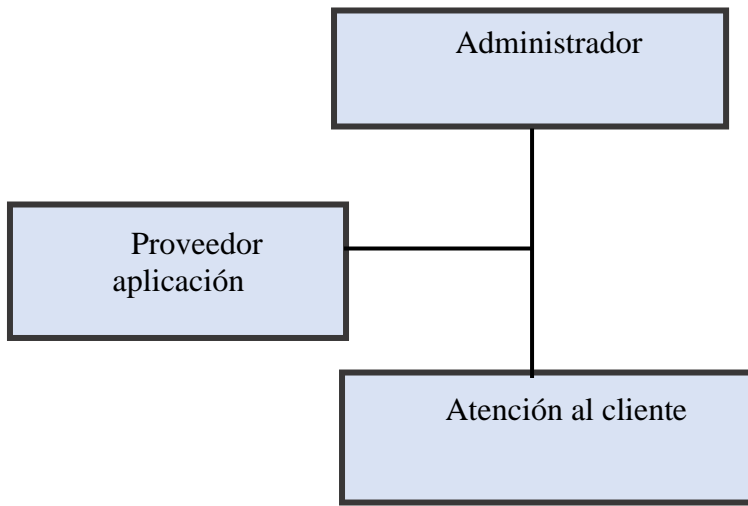 Administrador
Proveedor
aplicación
Atención al cliente